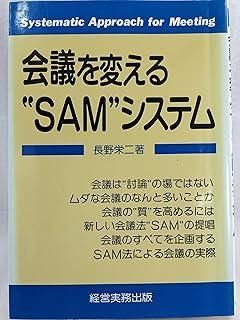 Systematic Approach for Meeting
会議を変える
“SAM”システム
長野栄二著
会議は“討論”の場ではない
ムダな会議のなんと多いことか
会議の“質”を高めるには
新しい会議法“SAM”の提唱
会議のすべてを企画する
SAM法による会議の実際
経営実務出版